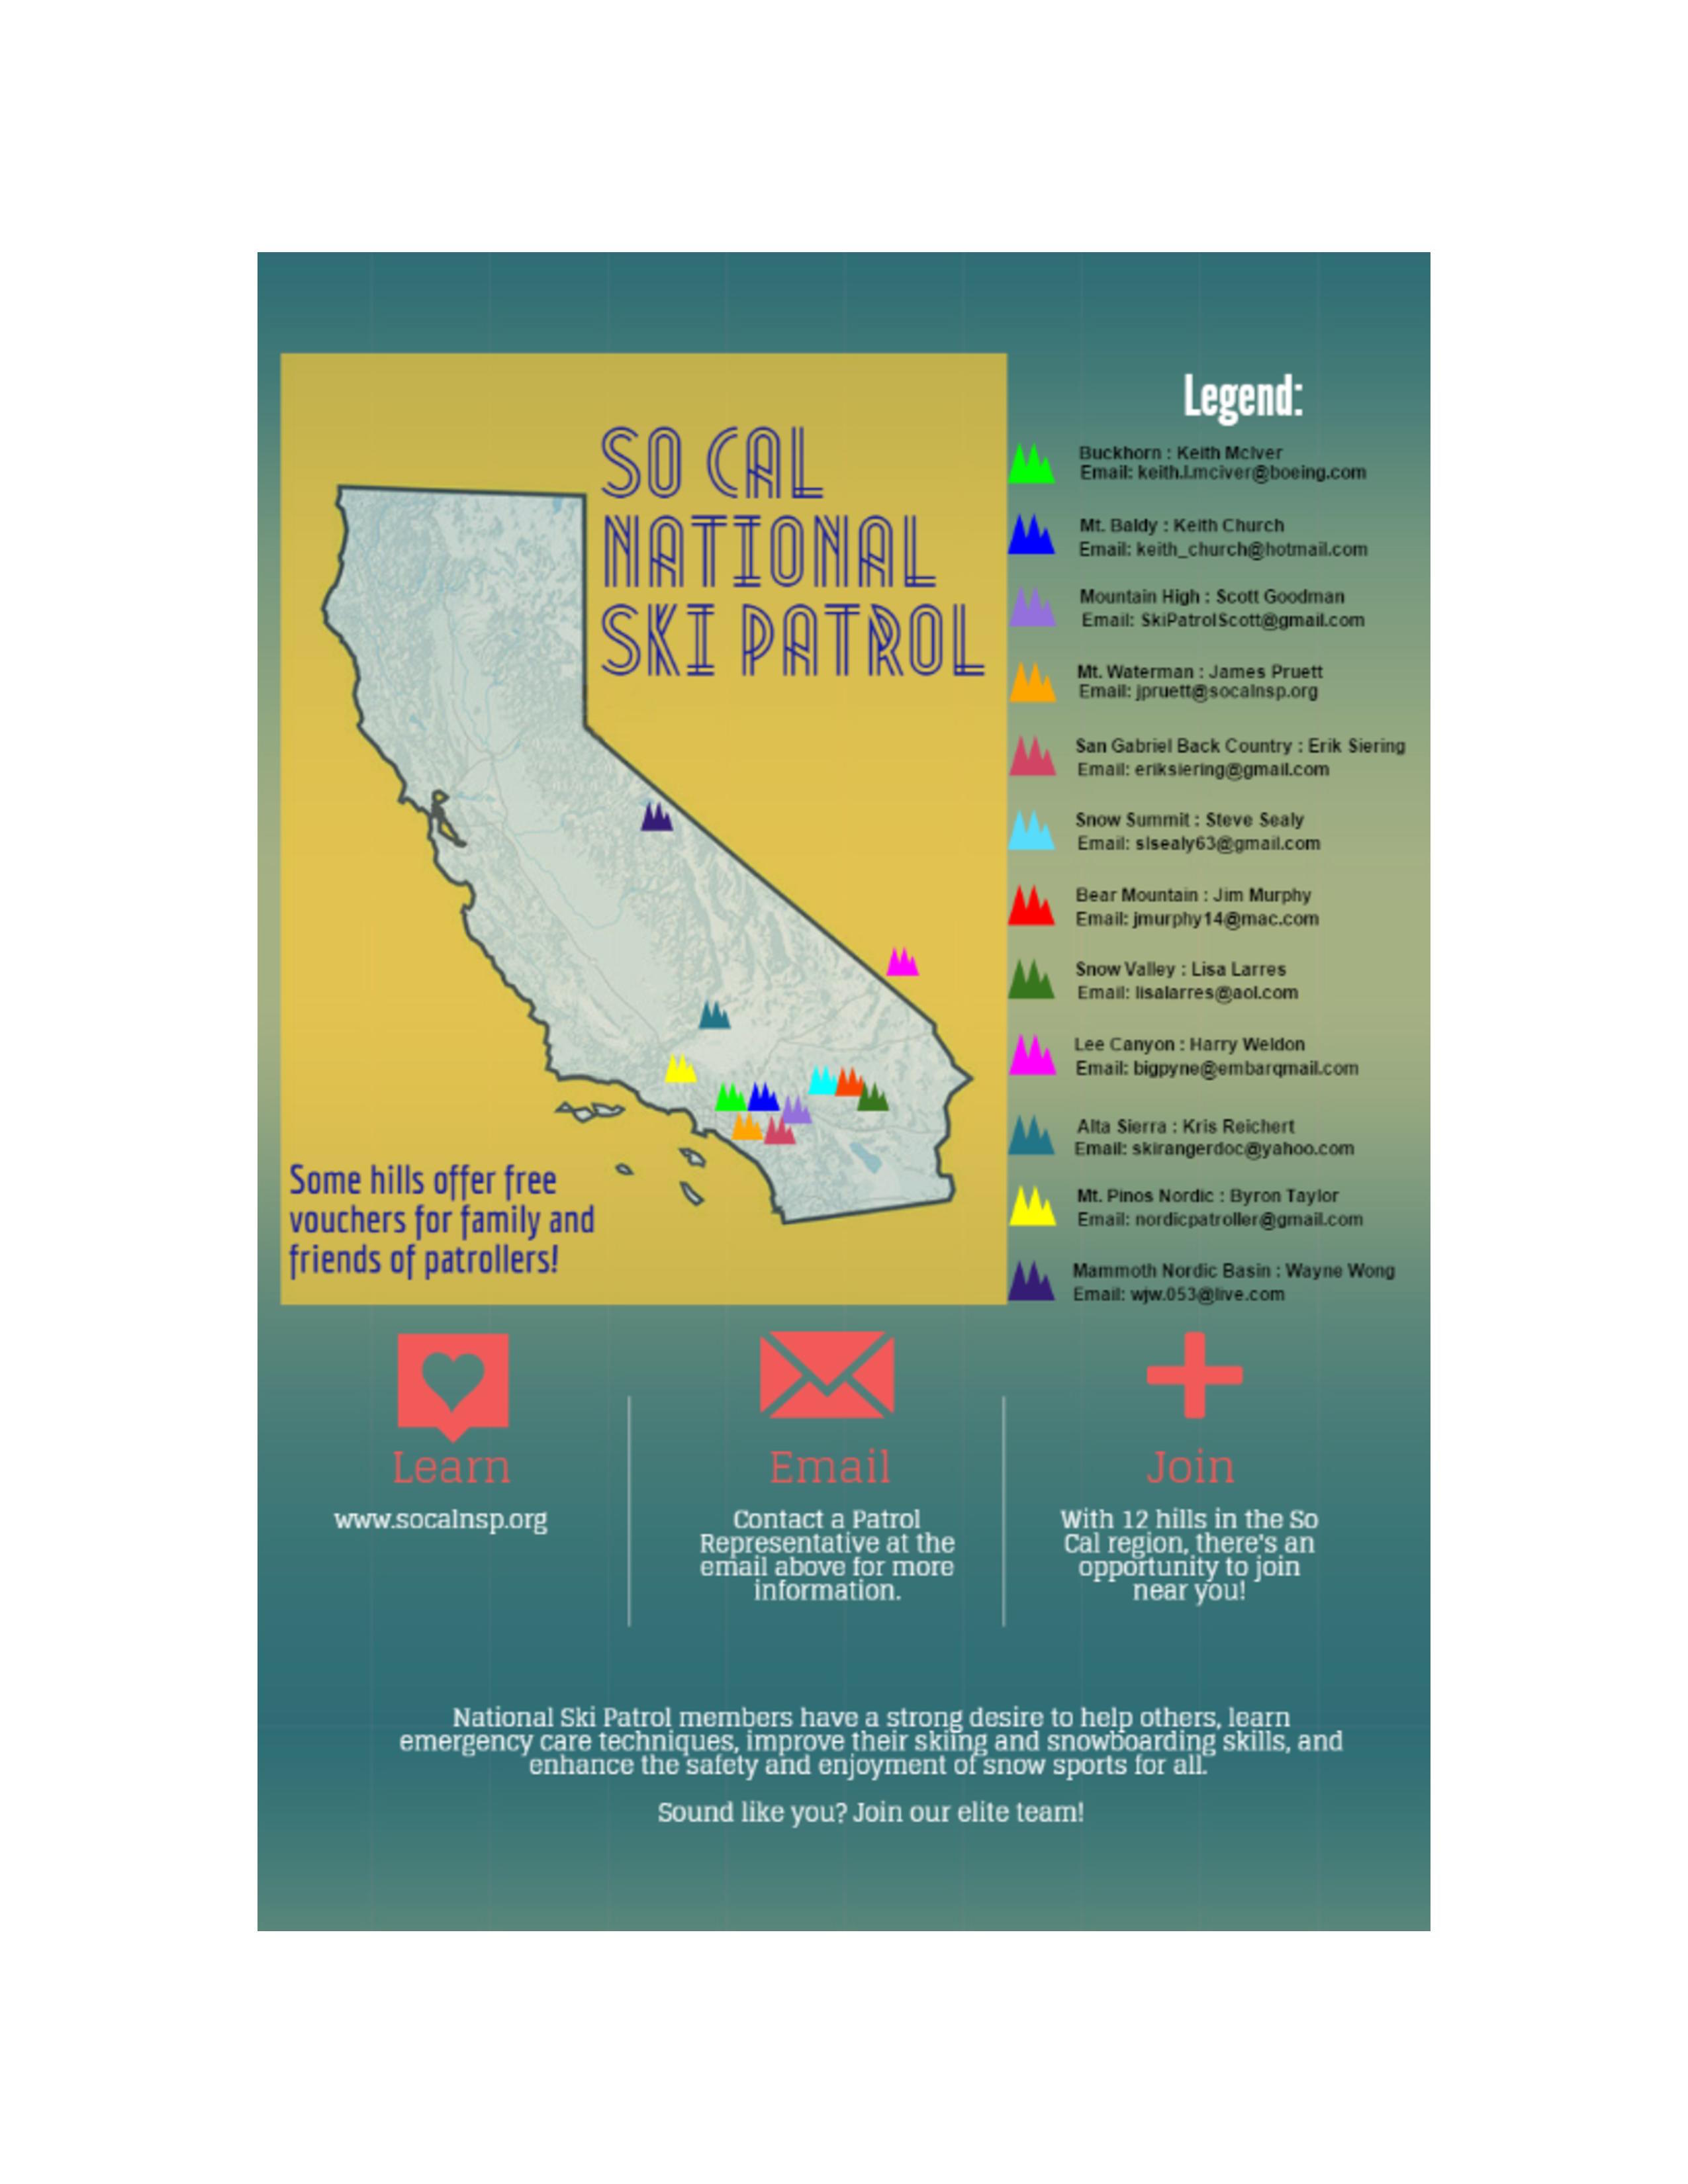 SO CAL
NATIONAL
SKI PATROL
Some hills offer free
vouchers for family and
friends of patrollers!
Legend:
Buckhorn : Keith McIver
Email: keith.l.mciver@boeing.com
Mt. Baldy : Keith Church
Email: keith_church@hotmail.com
Mountain High : Scott Goodman
Email: SkiPatrolScott@gmail.com
Mt. Waterman : James Pruett
Email: jpruett@socalnsp.org
San Gabriel Back Country : Erik Siering
Email: eriksiering@gmail.com
Snow Summit : Steve Sealy
Email: slsealy63@gmail.com
Bear Mountain : Jim Murphy
Email: jmurphy14@mac.com
Snow Valley : Lisa Larres
Email: lisalarres@aol.com
Lee Canyon : Harry Weldon
Email: bigpyne@embarqmail.com
Alta Sierra : Kris Reichert
Email: skirangerdoc@yahoo.com
Mt. Pinos Nordic : Byron Taylor
Email: nordicpatroller@gmail.com
Mammoth Nordic Basin : Wayne Wong
Email: wjw.053@live.com
Learn
www.socalnsp.org
Email
Contact a Patrol
Representative at the
email above for more
information.
Join
With 12 hills in the So
Cal region, there's an
opportunity to join
near you!
National Ski Patrol members have a strong desire to help others, learn
emergency care techniques, improve their skiing and snowboarding skills, and
enhance the safety and enjoyment of snow sports for all.
Sound like you? Join our elite team!